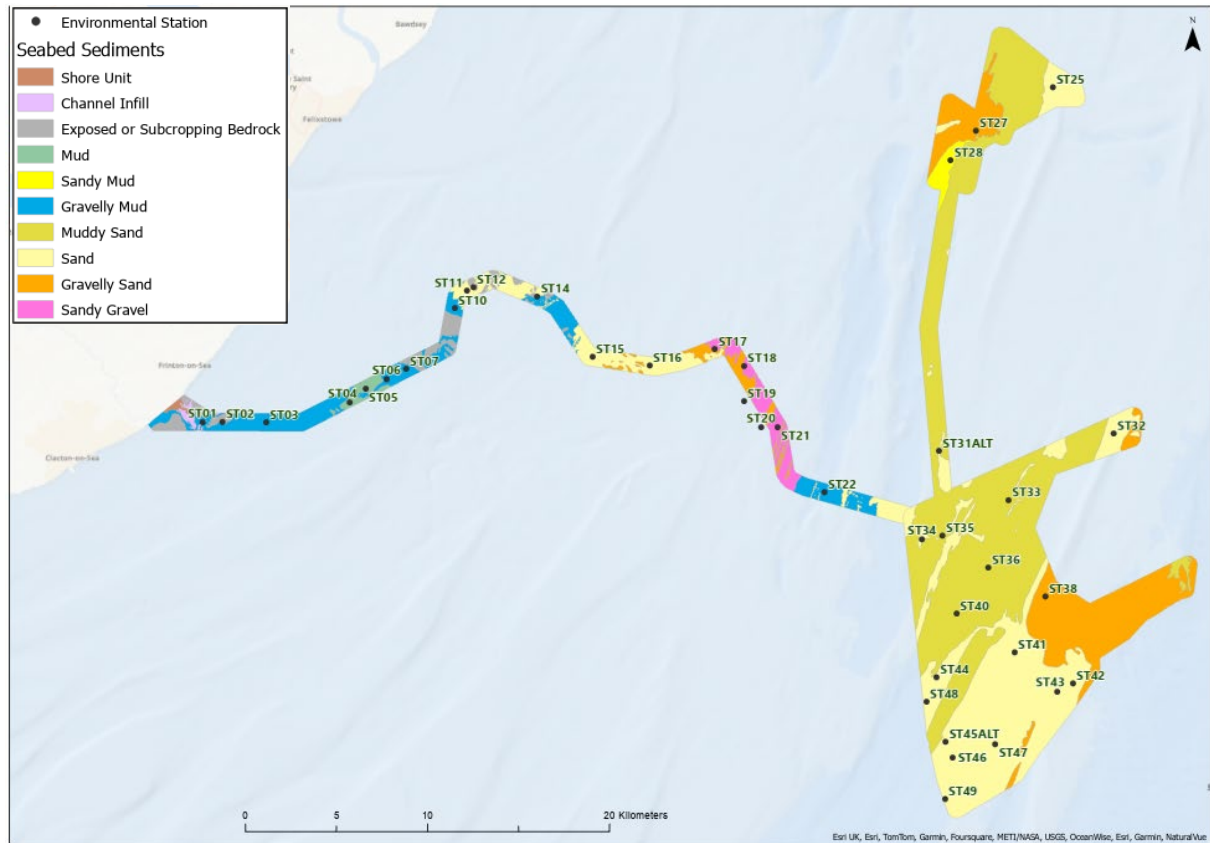 Environmental Station
Seabed Sediments
Shore Unit
Channel Infill
Exposed or Subcropping Bedrock
Mud
Sandy Mud
Gravelly Mud
Muddy Sand
Sand
Gravelly Sand
Sandy Gravel
Bawdsey
Felixstowe
Frinton-on-Sea
Clacton-on-Sea
N
ST25
ST27
ST28
ST12
ST11
ST14
ST10
ST17
ST15
ST16
ST18
ST07
ST06
ST04
ST05
ST19
ST01
ST02
ST03
ST20
ST21
ST32
ST31ALT
ST22
ST33
ST34
ST35
ST36
ST38
ST40
ST41
ST44
ST43
ST42
ST48
ST45ALT
ST47
ST46
ST49
0 5 10 20 Kilometers
Esri UK, Esri, TomTom, Garmin, Foursquare, METI/NASA, USGS, OceanWise, Esri, Garmin, NaturalVue